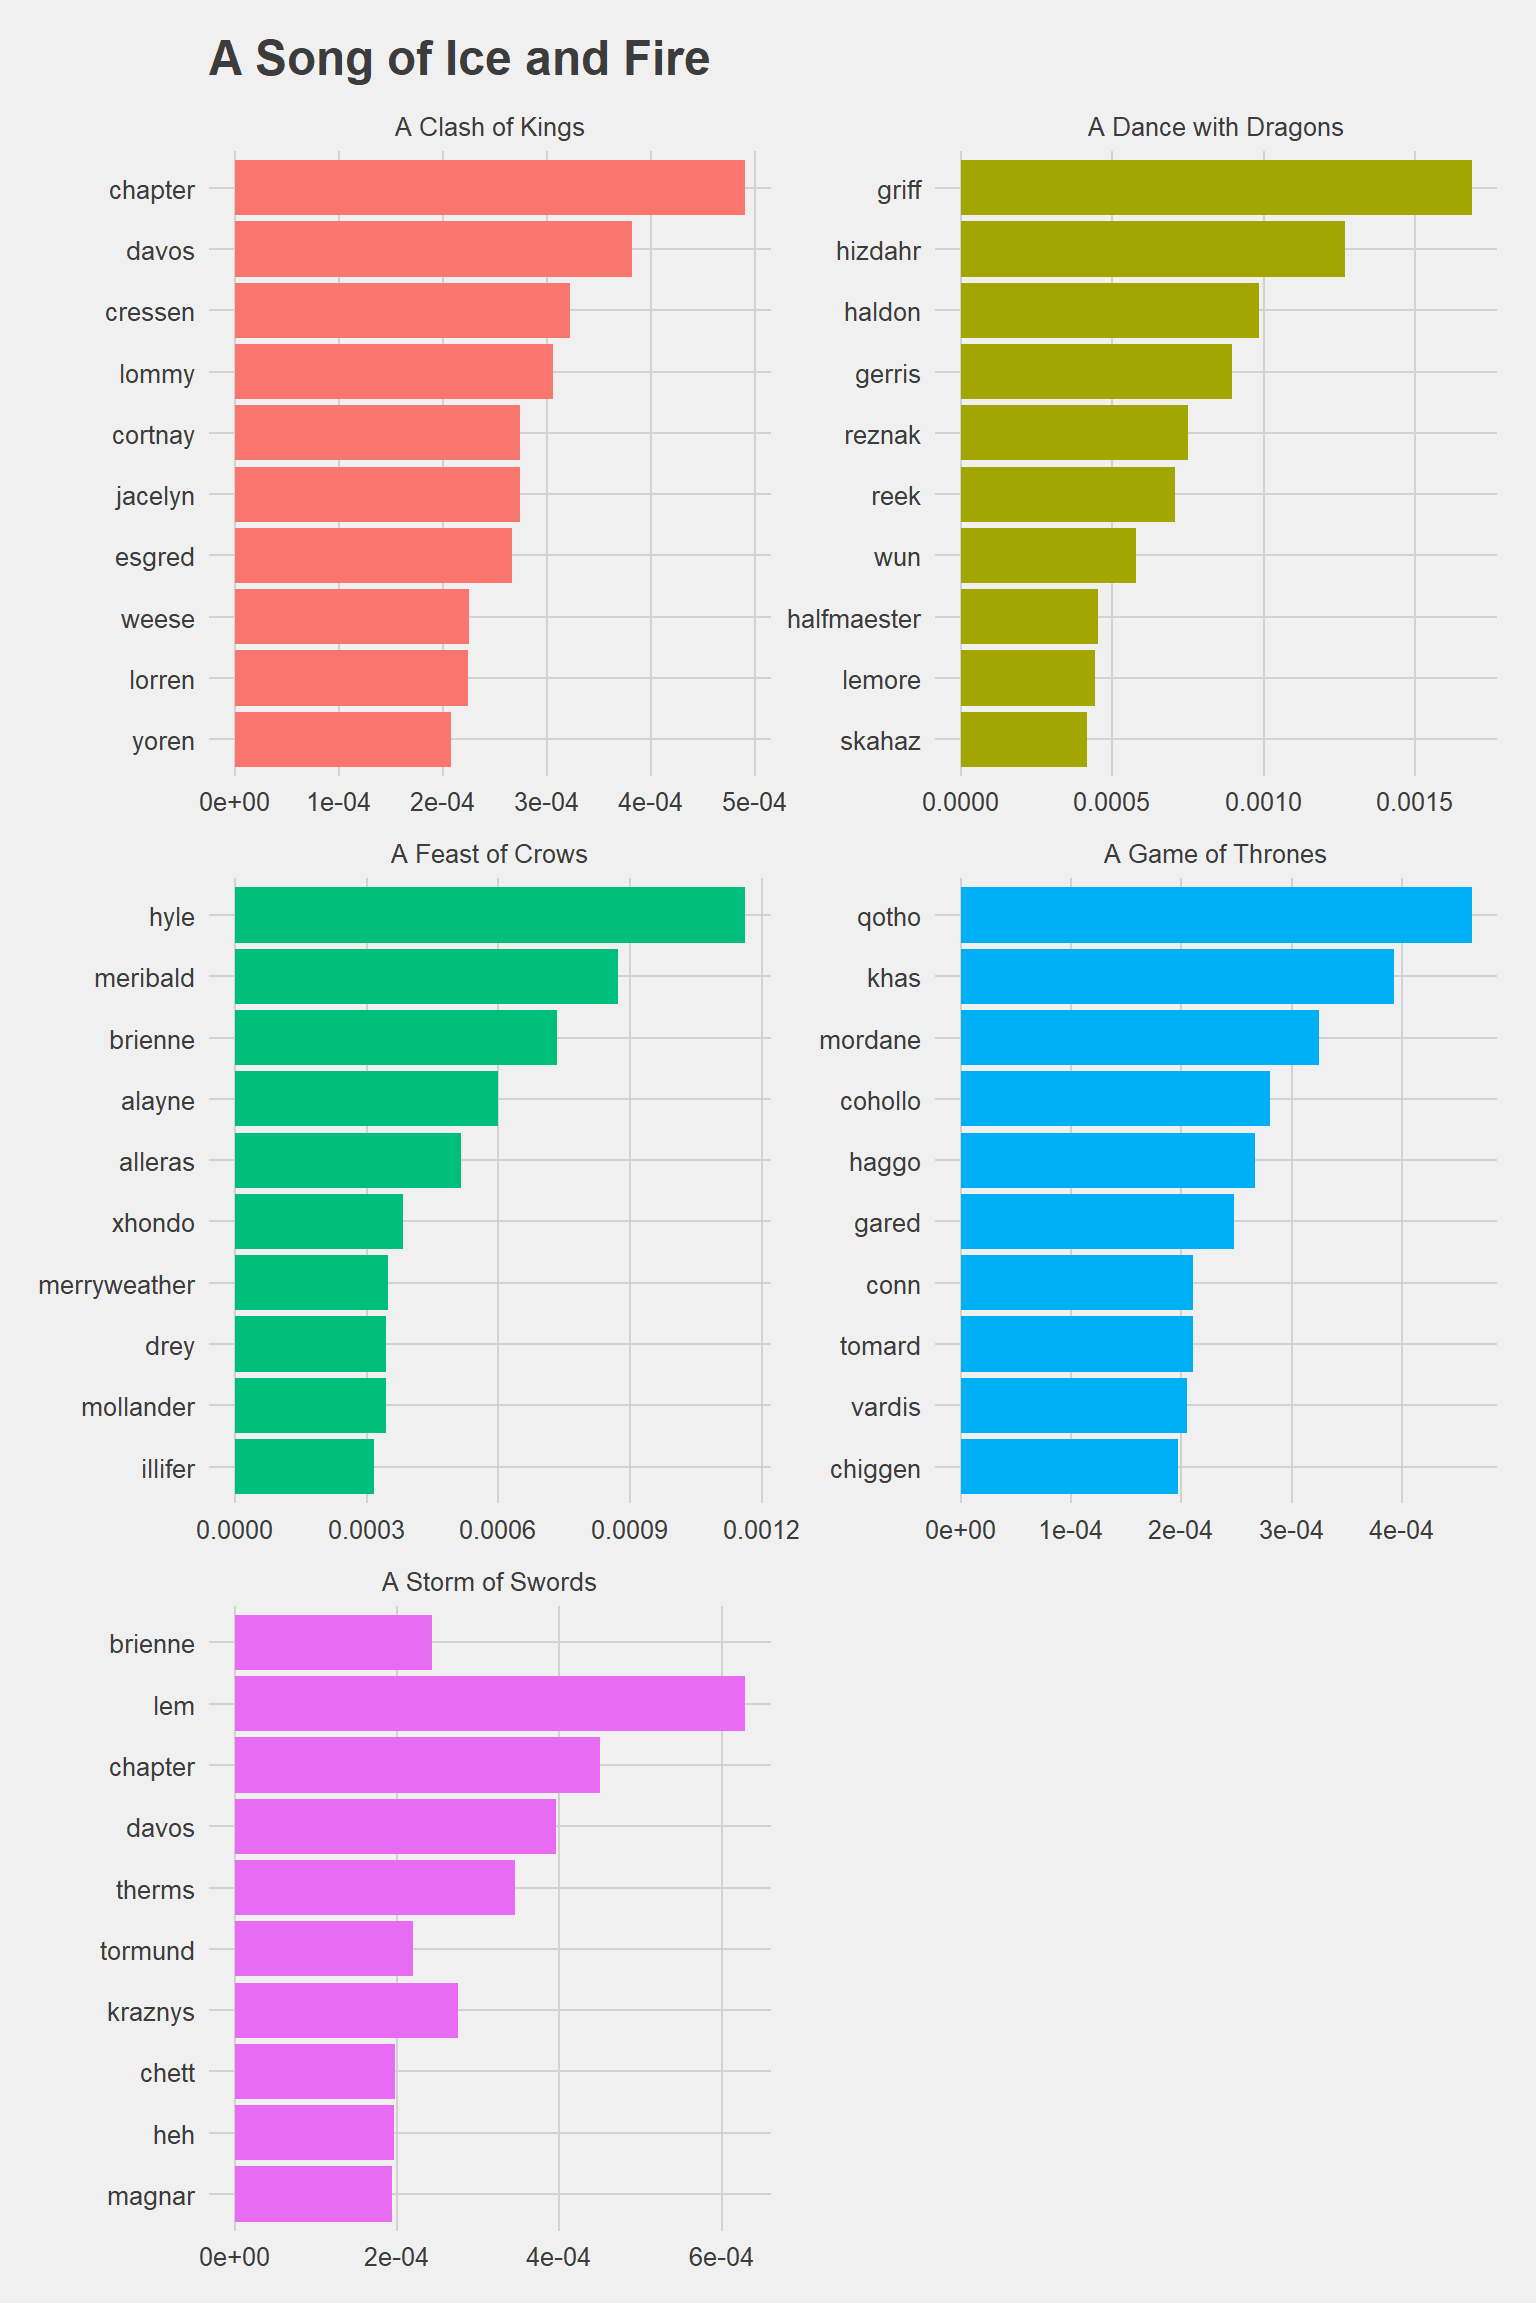 A Song of Ice and Fire
A Clash of Kings
chapter
davos
cressen
lommy
cortnay
jacelyn
esgred
weese
lorren
yoren
0e+00 1e-04 2e-04 3e-04 4e-04 5e-04
A Dance with Dragons
griff
hizdahr
haldon
gerris
reznak
reek
wun
halfmaester
lemore
skahaz
0.0000 0.0005 0.0010 0.0015
A Feast of Crows
hyle
meribald
brienne
alayne
alleras
xhondo
merryweather
drey
mollander
illifer
0.0000 0.0003 0.0006 0.0009 0.0012
A Game of Thrones
qotho
khas
mordane
cohollo
haggo
gared
conn
tomard
vardis
chiggen
0e+00 1e-04 2e-04 3e-04 4e-04
A Storm of Swords
brienne
lem
chapter
davos
therms
tormund
kraznys
chett
heh
magnar
0e+00 2e-04 4e-04 6e-04